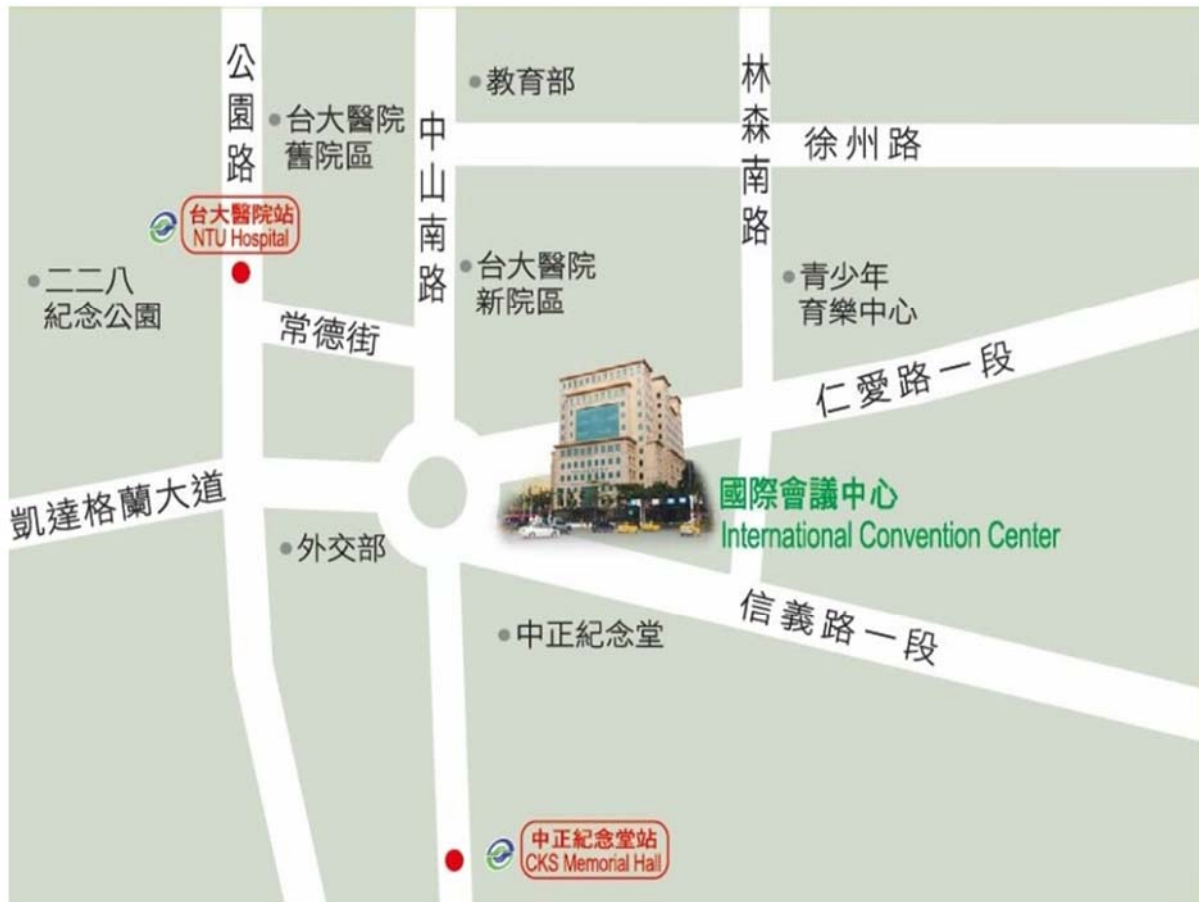 公園路
台大醫院
舊院區
中山南路
教育部
林森南路
徐州路
台大醫院站
NTU Hospital
二二八
紀念公園
常德街
台大醫院
新院區
青少年
育樂中心
仁愛路一段
凱達格蘭大道
外交部
國際會議中心
International Convention Center
信義路一段
中正紀念堂
中正紀念堂站
CKS Memorial Hall